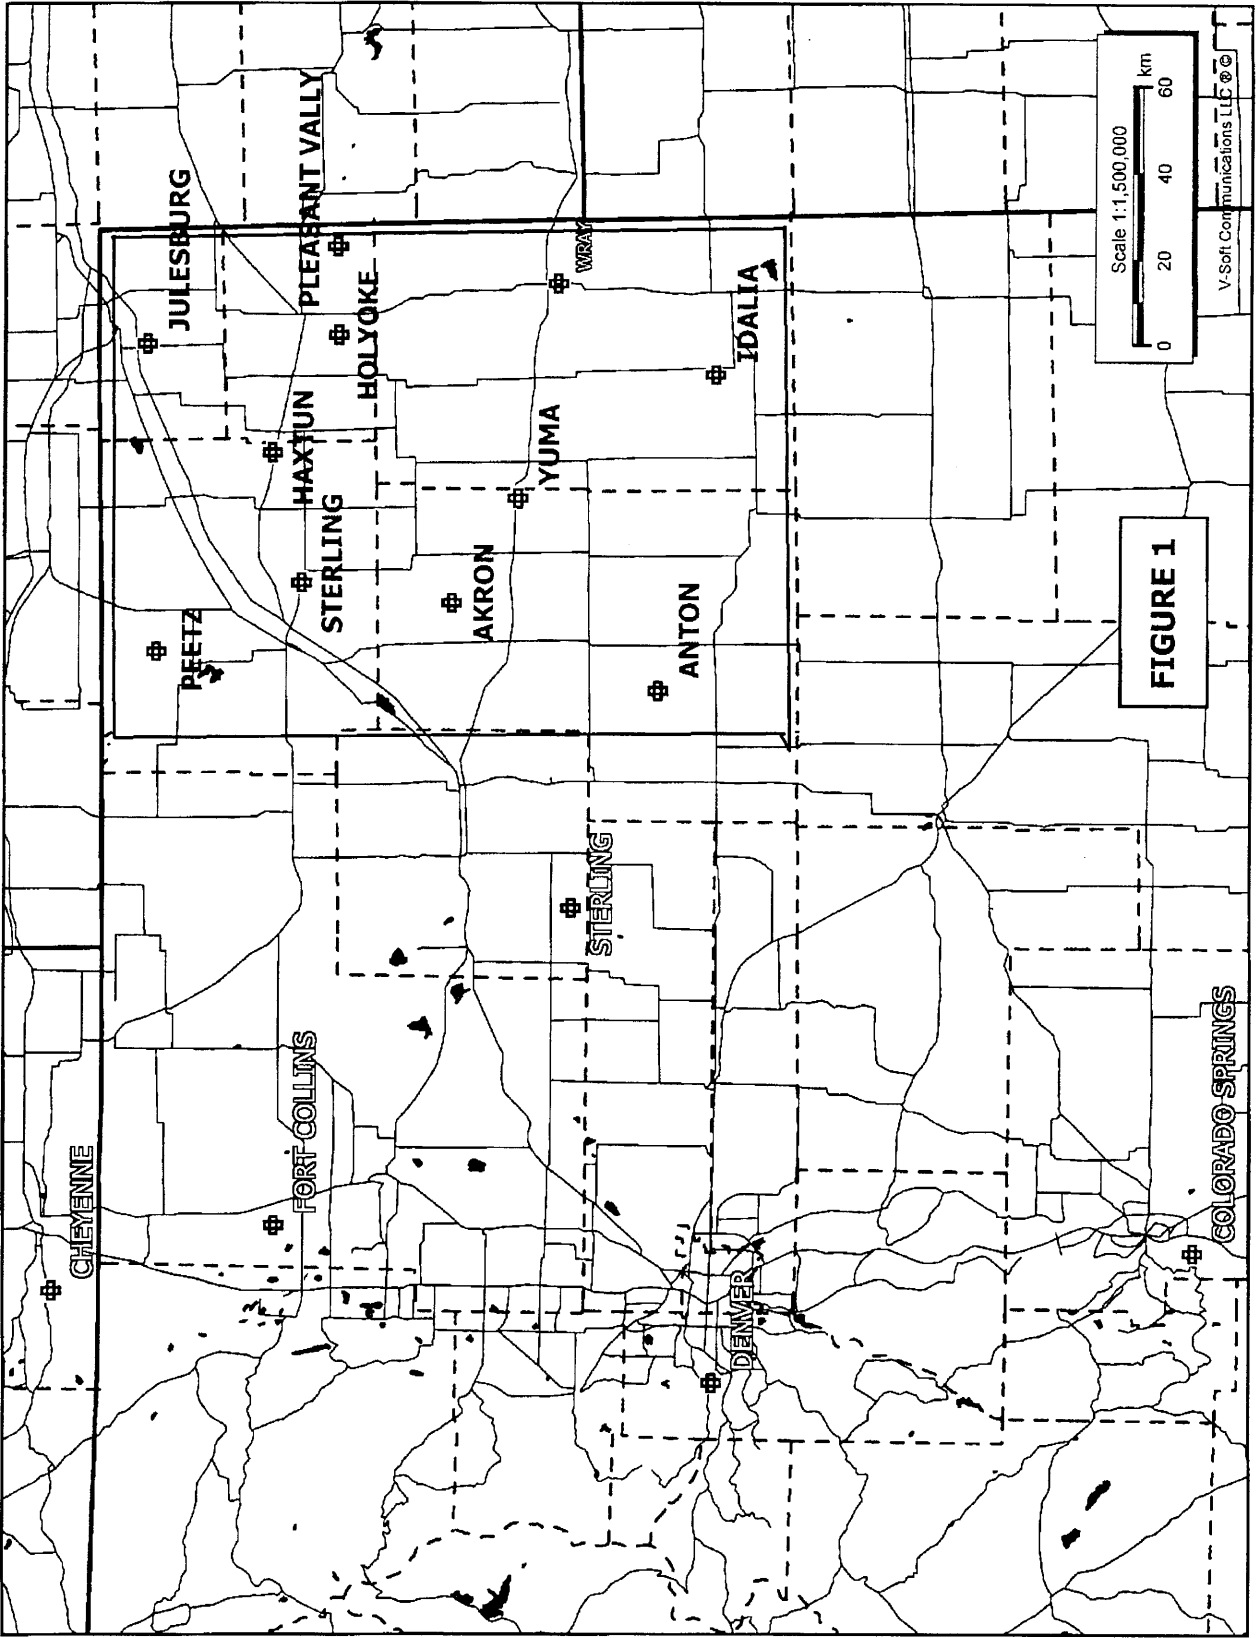 CHEYENNE
FORT COLLINS
DENVER
COLORADO SPRINGS
STERLING
PEETZ
STERLING
HAXTUN
JULESBURG
PLEASANT VALLY
HOLYOKE
AKRON
YUMA
WRAY
ANTON
IDALIA
FIGURE 1
Scale 1:1,500,000
0 20 40 60 km
V-Soft Communications LLC ® ©